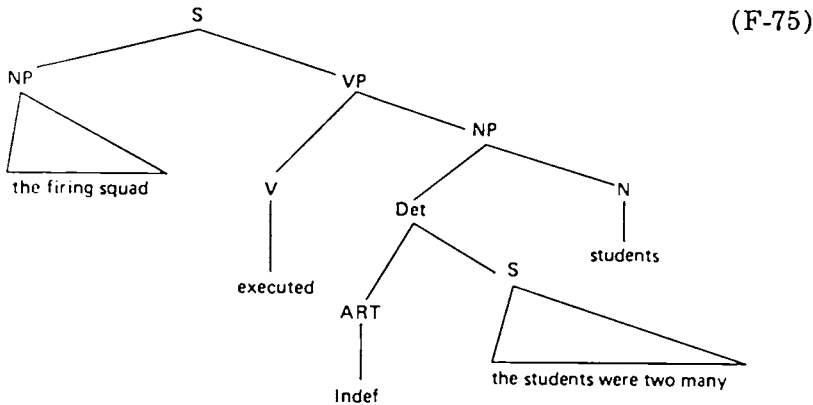 (F-75)
S
NP
VP
NP
the firing squad
V
N
Det
students
executed
S
ART
the students were two many
Indef